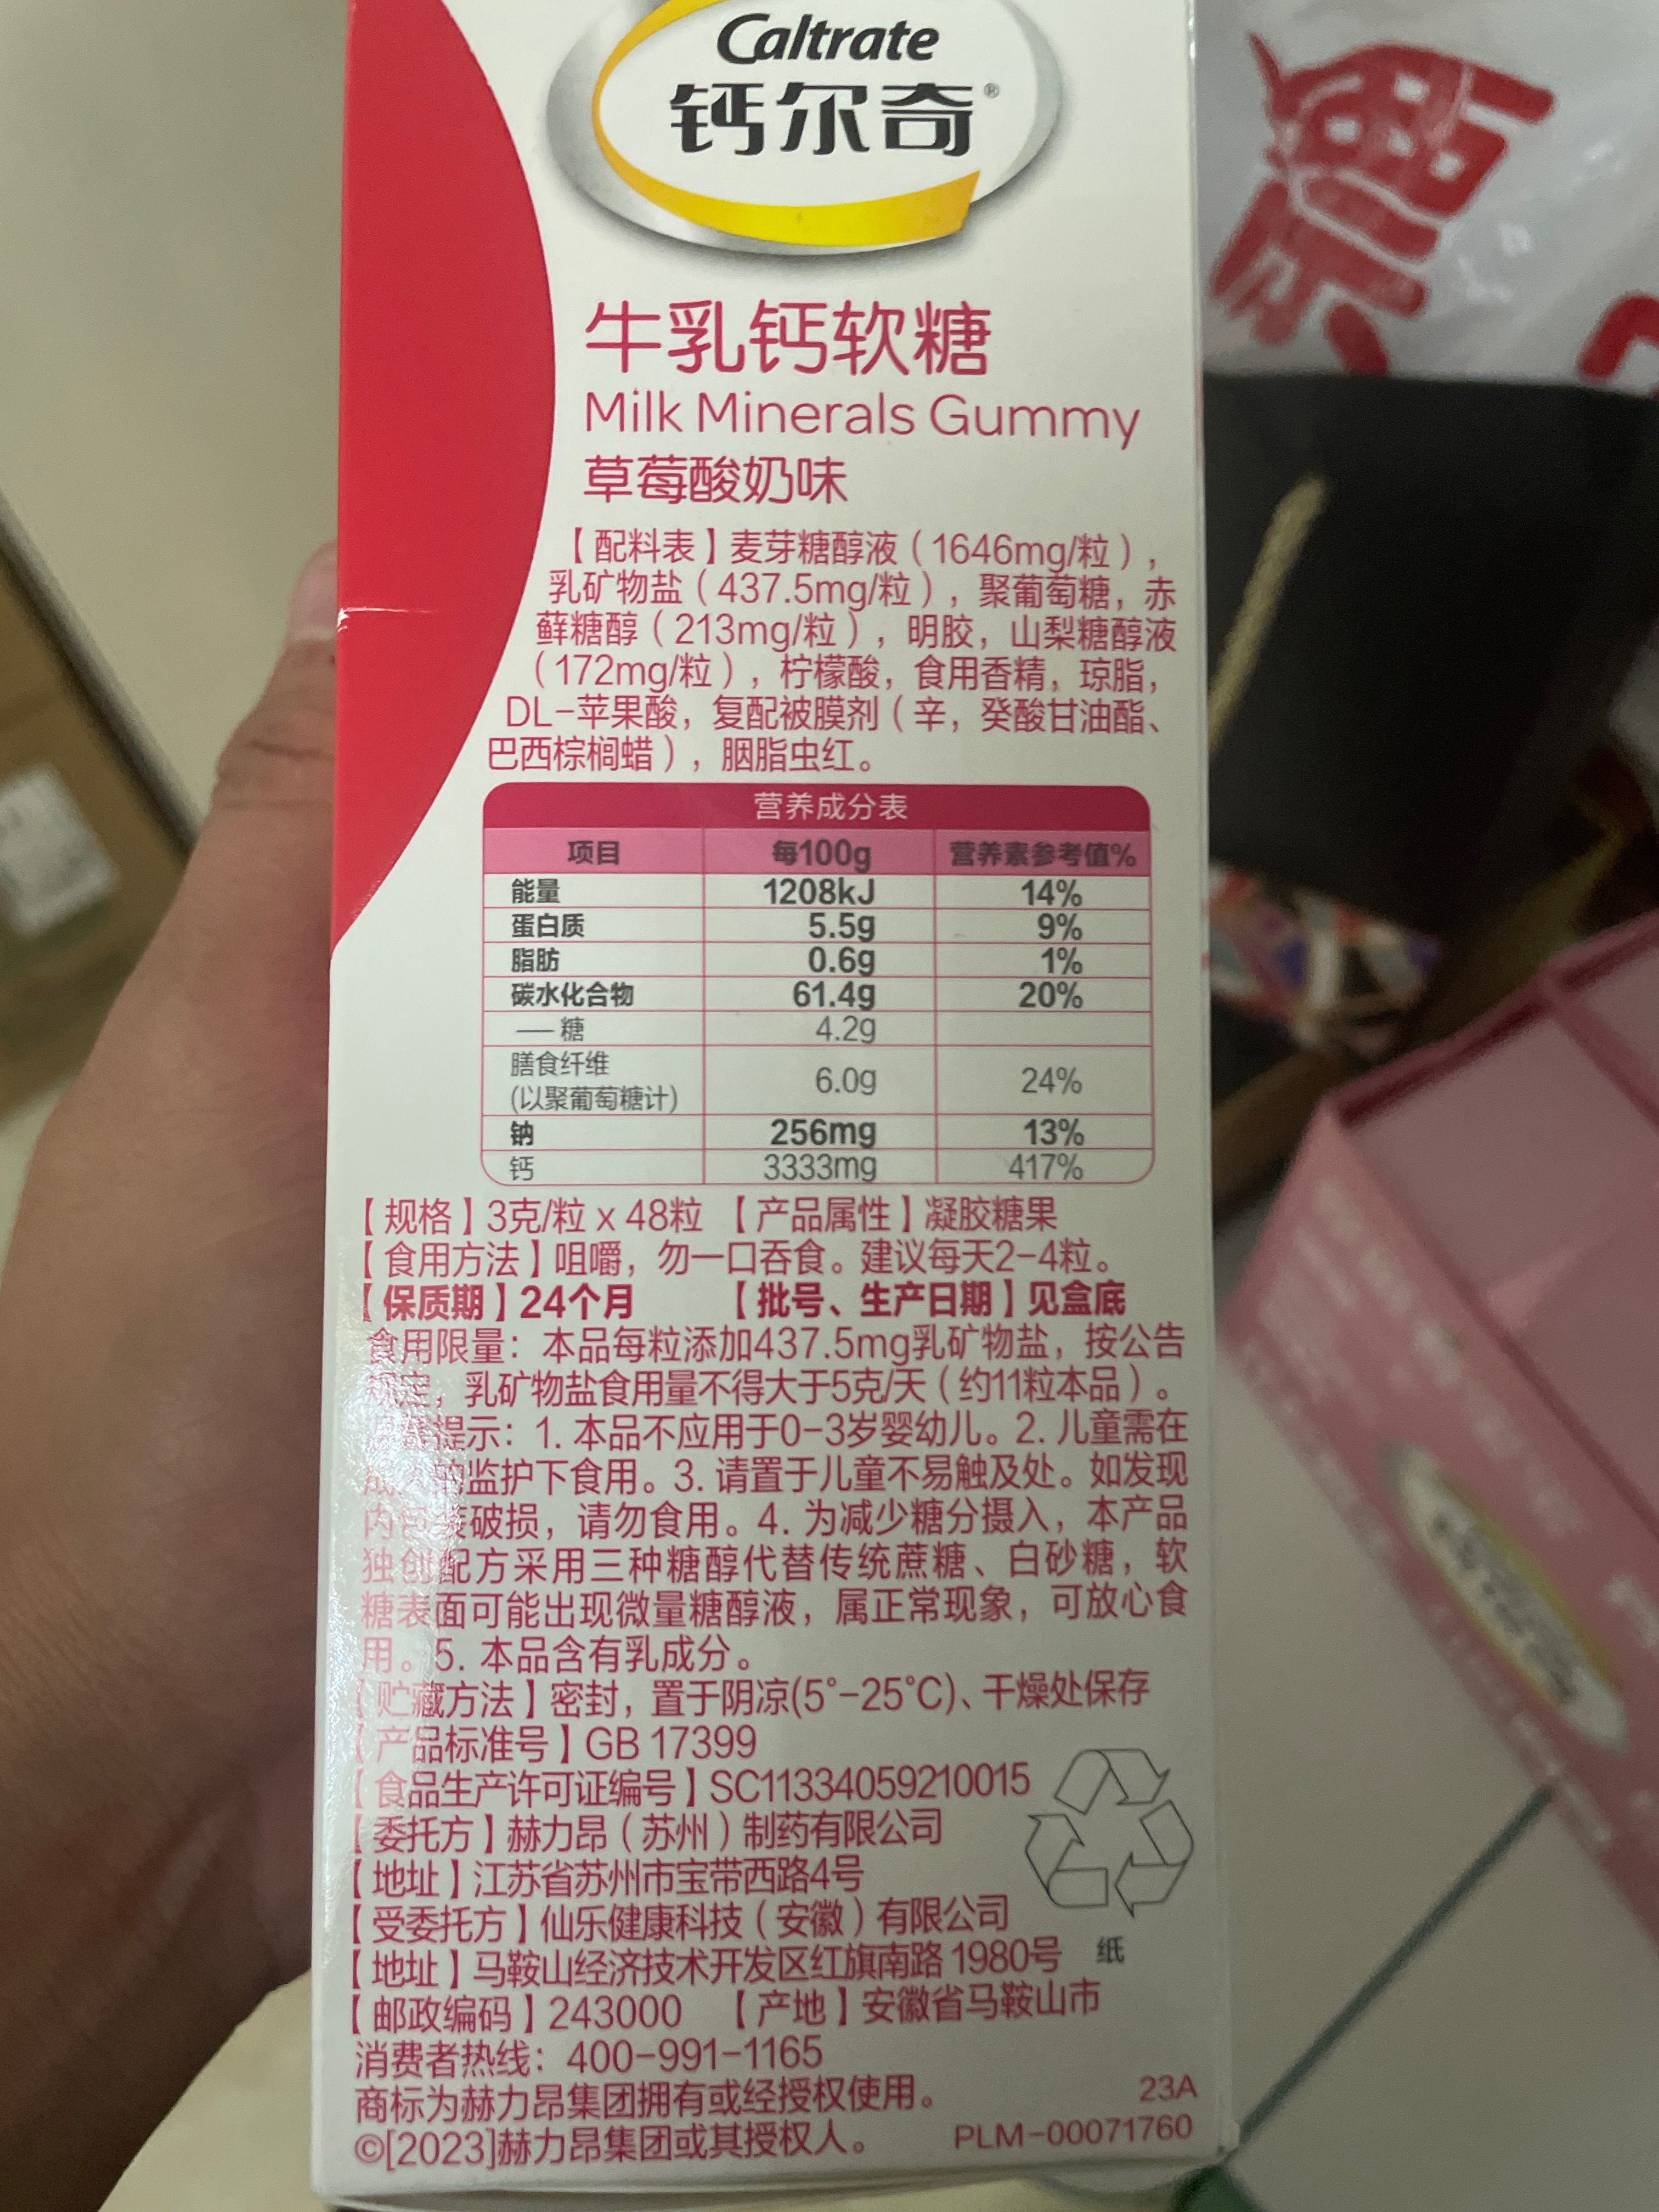 Caltrate
钙尔奇®
牛乳钙软糖
Milk Minerals Gummy
草莓酸奶味
【配料表】麦芽糖醇液（1646mg/粒），
乳矿物盐（437.5mg/粒），聚葡萄糖，赤
藓糖醇（213mg/粒），明胶，山梨糖醇液
（172mg/粒），柠檬酸，食用香精，琼脂，
DL-苹果酸，复配被膜剂（辛，癸酸甘油酯、
巴西棕榈蜡），胭脂虫红。
营养成分表
项目 每100g 营养素参考值%
能量 1208kJ 14%
蛋白质 5.5g 9%
脂肪 0.6g 1%
碳水化合物 61.4g 20%
—糖 4.2g
膳食纤维
(以聚葡萄糖计) 6.0g 24%
钠 256mg 13%
钙 3333mg 417%
【规格】3克/粒 x 48粒 【产品属性】凝胶糖果
【食用方法】咀嚼，勿一口吞食。建议每天2-4粒。
【保质期】24个月 【批号、生产日期】见盒底
食用限量：本品每粒添加437.5mg乳矿物盐，按公告
规定，乳矿物盐食用量不得大于5克/天（约11粒本品）。
提示：1. 本品不应用于0-3岁婴幼儿。2. 儿童需在
成人的监护下食用。3. 请置于儿童不易触及处。如发现
内包装破损，请勿食用。4. 为减少糖分摄入，本产品
独创配方采用三种糖醇代替传统蔗糖、白砂糖，软
糖表面可能出现微量糖醇液，属正常现象，可放心食
用。5. 本品含有乳成分。
【贮藏方法】密封，置于阴凉(5°-25°C)、干燥处保存
【产品标准号】GB 17399
【食品生产许可证编号】SC11334059210015
【委托方】赫力昂（苏州）制药有限公司
【地址】江苏省苏州市宝带西路4号
【受委托方】仙乐健康科技（安徽）有限公司
【地址】马鞍山经济技术开发区红旗南路1980号
纸
【邮政编码】243000 【产地】安徽省马鞍山市
消费者热线：400-991-1165
商标为赫力昂集团拥有或经授权使用。 23A
©[2023]赫力昂集团或其授权人。 PLM-00071760